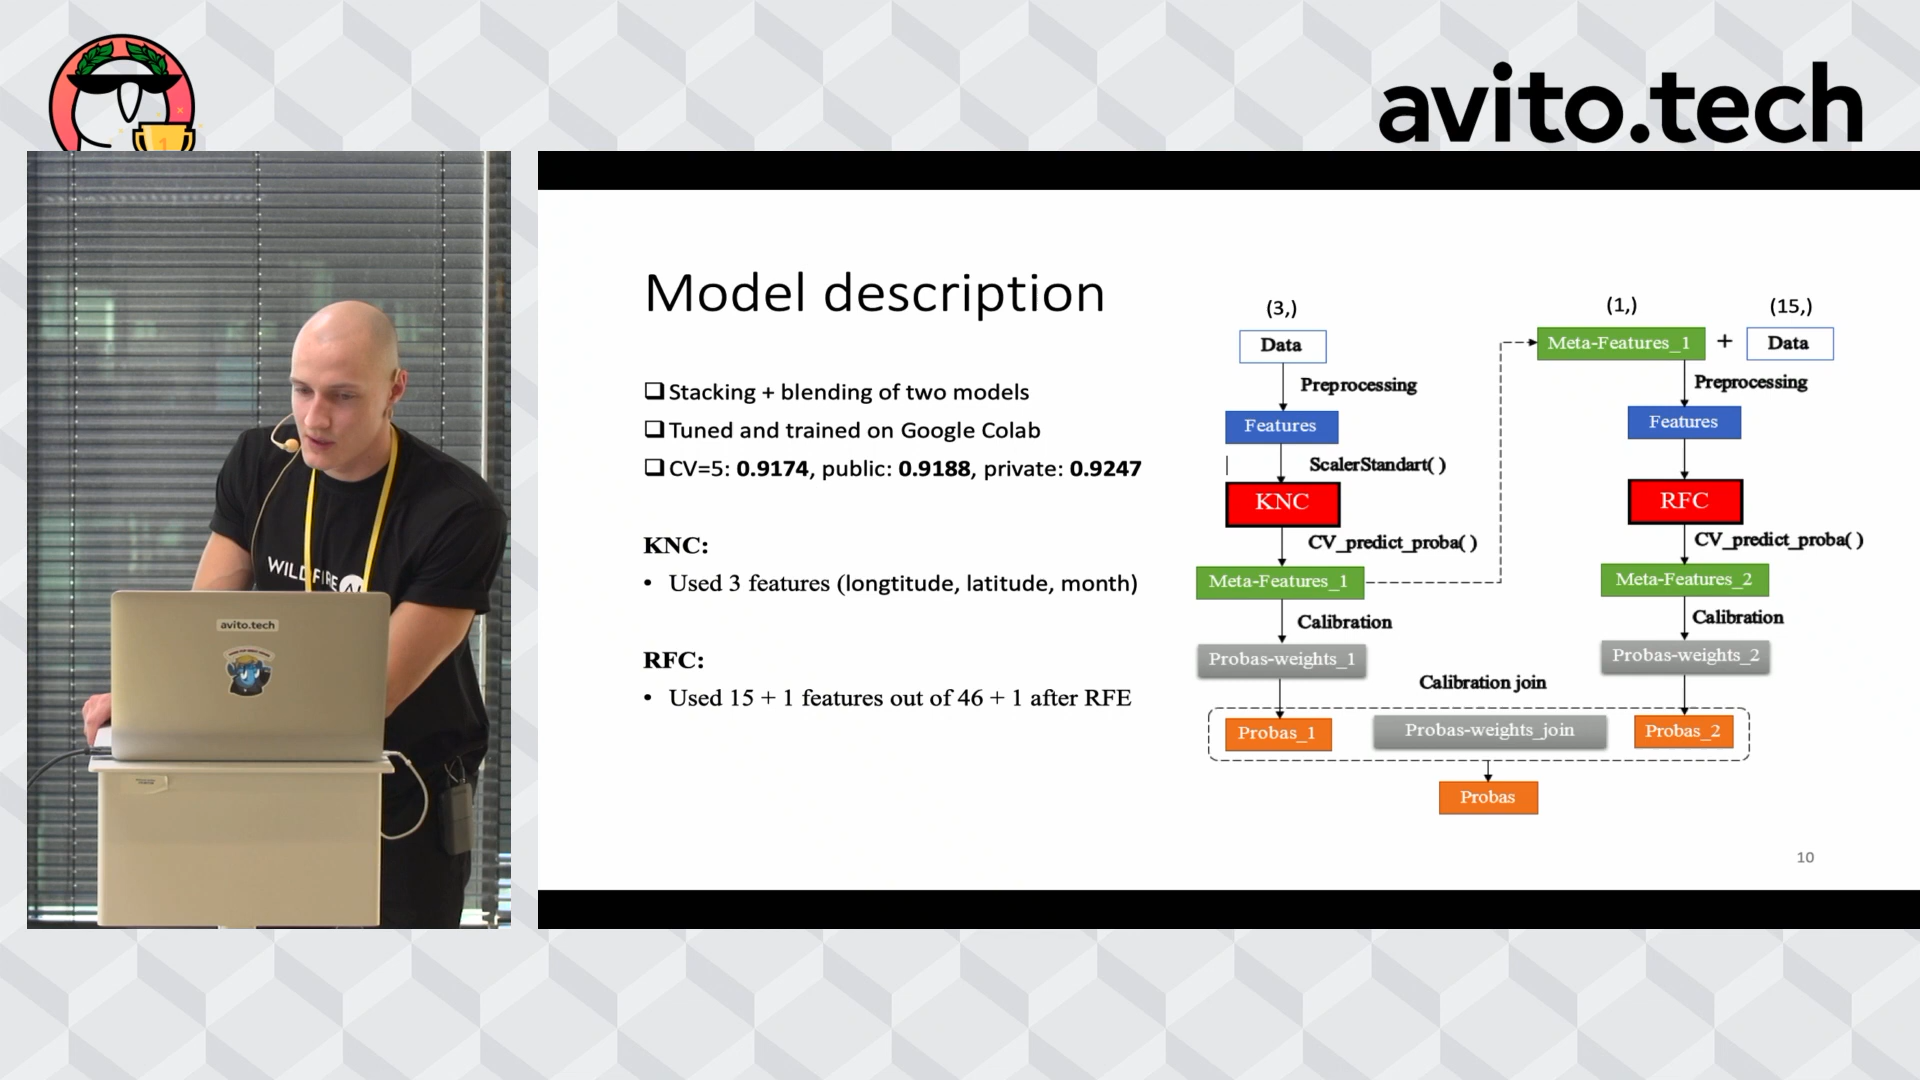 avito.tech
1
WILDFIRE AI
avito.tech
Model description
Stacking + blending of two models
Tuned and trained on Google Colab
CV=5: 0.9174, public: 0.9188, private: 0.9247
KNC:
• Used 3 features (longtitude, latitude, month)
RFC:
• Used 15 + 1 features out of 46 + 1 after RFE
(3,)
Data
Preprocessing
Features
ScalerStandart( )
KNC
CV_predict_proba( )
Meta-Features_1
Calibration
Probas-weights_1
(1,)
(15,)
Meta-Features_1 + Data
Preprocessing
Features
RFC
CV_predict_proba( )
Meta-Features_2
Calibration
Probas-weights_2
Calibration join
Probas_1
Probas-weights_join
Probas_2
Probas
10